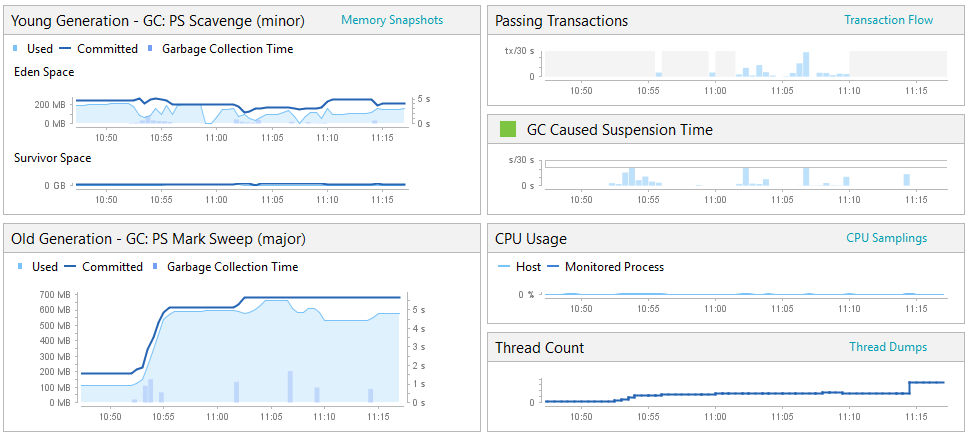 Young Generation - GC: PS Scavenge (minor) Memory Snapshots
Used Committed Garbage Collection Time
Eden Space
200 MB
0 MB
5 s
0 s
10:50 10:55 11:00 11:05 11:10 11:15
Survivor Space
0 GB
10:50 10:55 11:00 11:05 11:10 11:15
Old Generation - GC: PS Mark Sweep (major)
Used Committed Garbage Collection Time
700 MB
600 MB
500 MB
400 MB
300 MB
200 MB
100 MB
0 MB
5 s
4 s
3 s
2 s
1 s
0 s
10:50 10:55 11:00 11:05 11:10 11:15
Passing Transactions Transaction Flow
tx/30 s
0
10:50 10:55 11:00 11:05 11:10 11:15
GC Caused Suspension Time
s/30 s
0 s
10:50 10:55 11:00 11:05 11:10 11:15
CPU Usage CPU Samplings
Host Monitored Process
0 %
10:50 10:55 11:00 11:05 11:10 11:15
Thread Count Thread Dumps
0
10:50 10:55 11:00 11:05 11:10 11:15